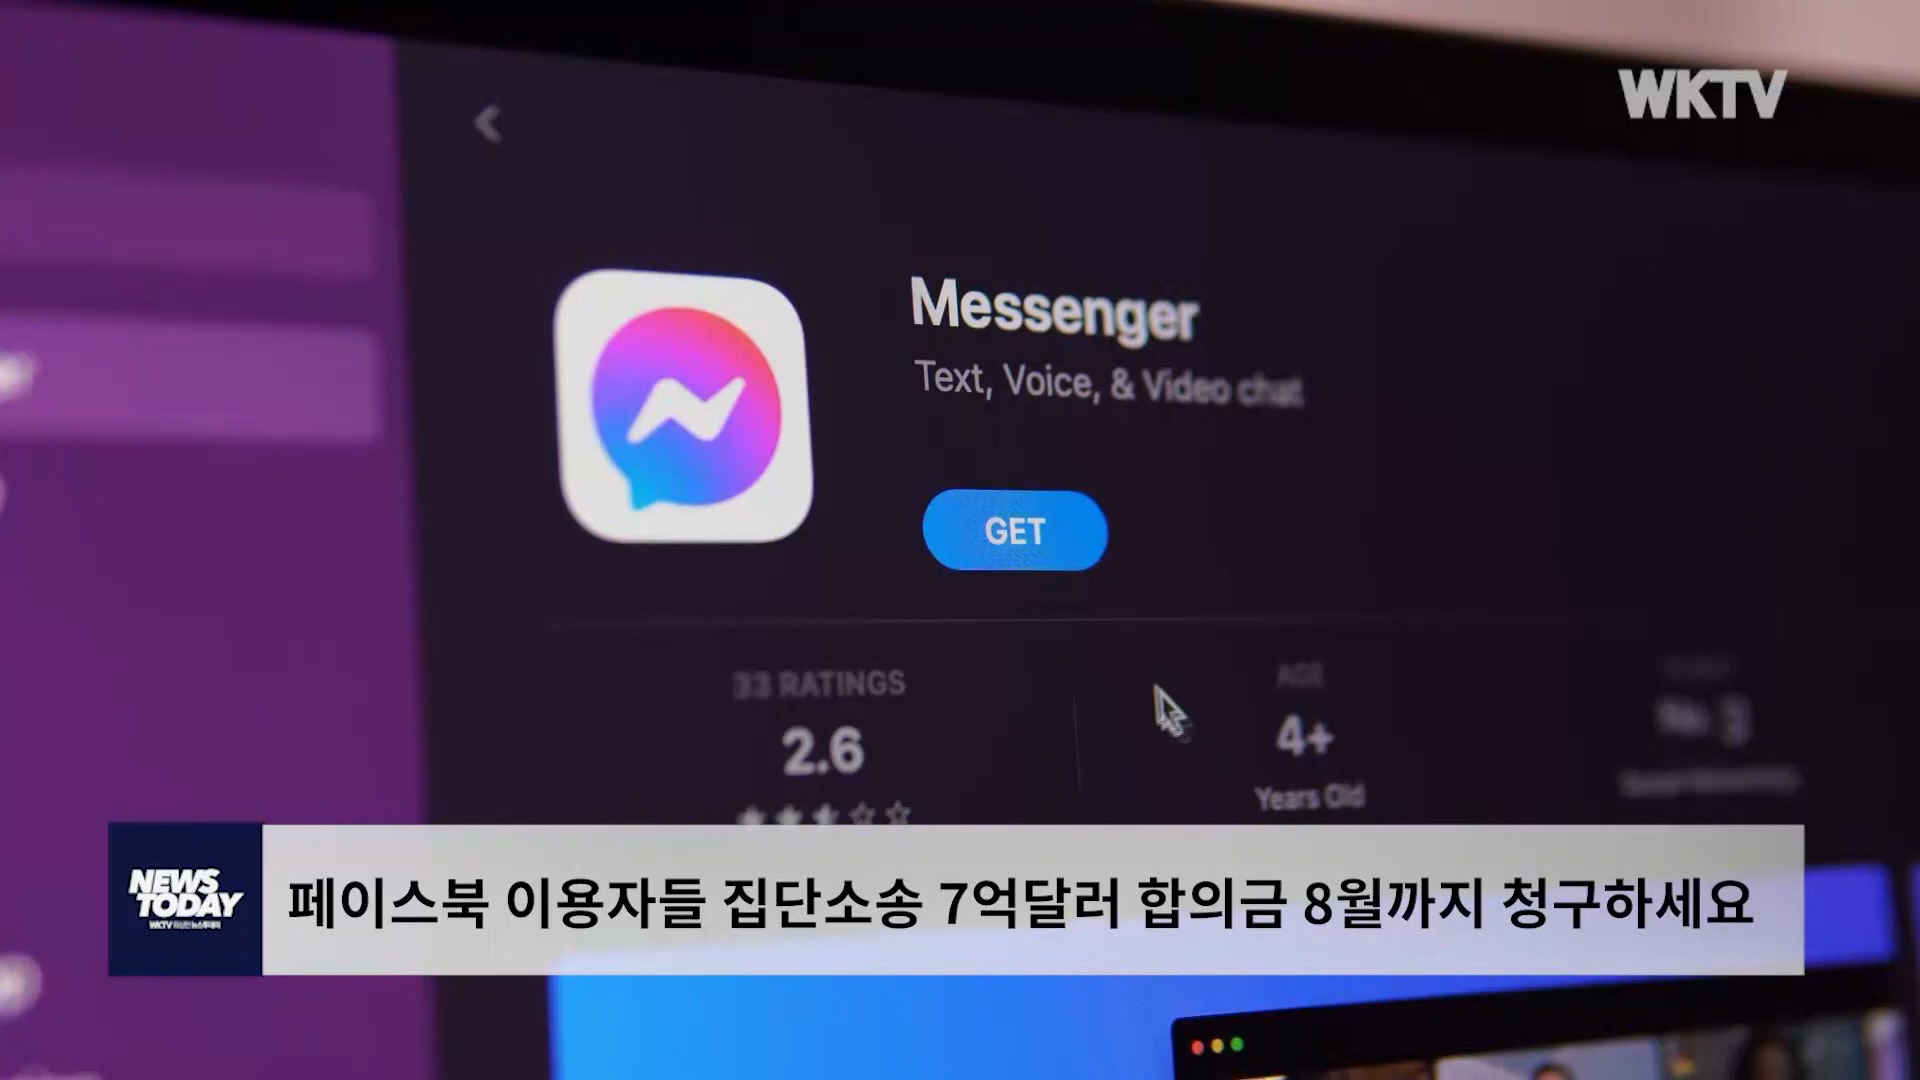 WKTV
Messenger
Text, Voice, & Video chat
GET
33 RATINGS
2.6
AGE
4+
Years Old
NEWS
TODAY
페이스북 이용자들 집단소송 7억달러 합의금 8월까지 청구하세요